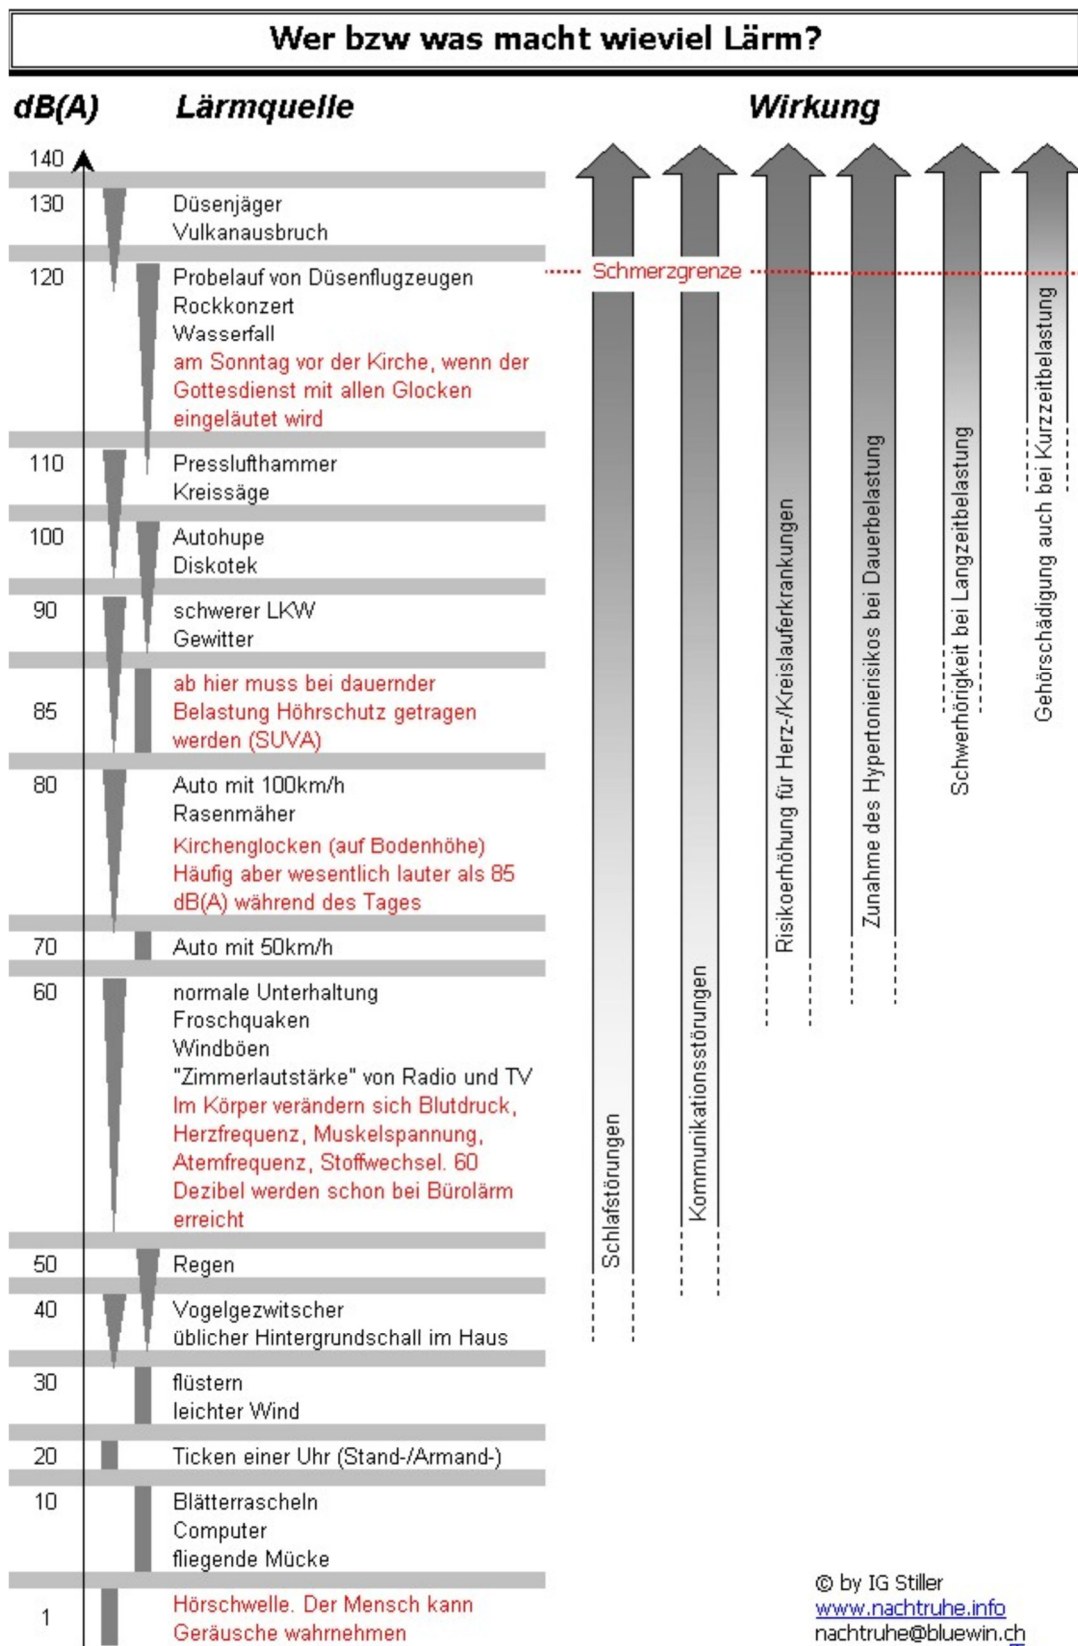 Wer bzw was macht wieviel Lärm?
dB(A) Lärmquelle Wirkung
140
130 Düsenjäger
Vulkanausbruch
120 Probelauf von Düsenflugzeugen
Rockkonzert
Wasserfall
am Sonntag vor der Kirche, wenn der
Gottesdienst mit allen Glocken
eingeläutet wird
110 Presslufthammer
Kreissäge
100 Autohupe
Diskotek
90 schwerer LKW
Gewitter
ab hier muss bei dauernder
85 Belastung Höhrschutz getragen
werden (SUVA)
80 Auto mit 100km/h
Rasenmäher
Kirchenglocken (auf Bodenhöhe)
Häufig aber wesentlich lauter als 85
dB(A) während des Tages
70 Auto mit 50km/h
60 normale Unterhaltung
Froschquaken
Windböen
"Zimmerlautstärke" von Radio und TV
Im Körper verändern sich Blutdruck,
Herzfrequenz, Muskelspannung,
Atemfrequenz, Stoffwechsel. 60
Dezibel werden schon bei Bürolärm
erreicht
50 Regen
40 Vogelgezwitscher
üblicher Hintergrundschall im Haus
30 flüstern
leichter Wind
20 Ticken einer Uhr (Stand-/Armand-)
10 Blätterrascheln
Computer
fliegende Mücke
1 Hörschwelle. Der Mensch kann
Geräusche wahrnehmen
Schmerzgrenze
Schlafstörungen
Kommunikationsstörungen
Risikoerhöhung für Herz-/Kreislauferkrankungen
Zunahme des Hypertonierisikos bei Dauerbelastung
Schwerhörigkeit bei Langzeitbelastung
Gehörschädigung auch bei Kurzzeitbelastung
© by IG Stiller
www.nachtruhe.info
nachtruhe@bluewin.ch